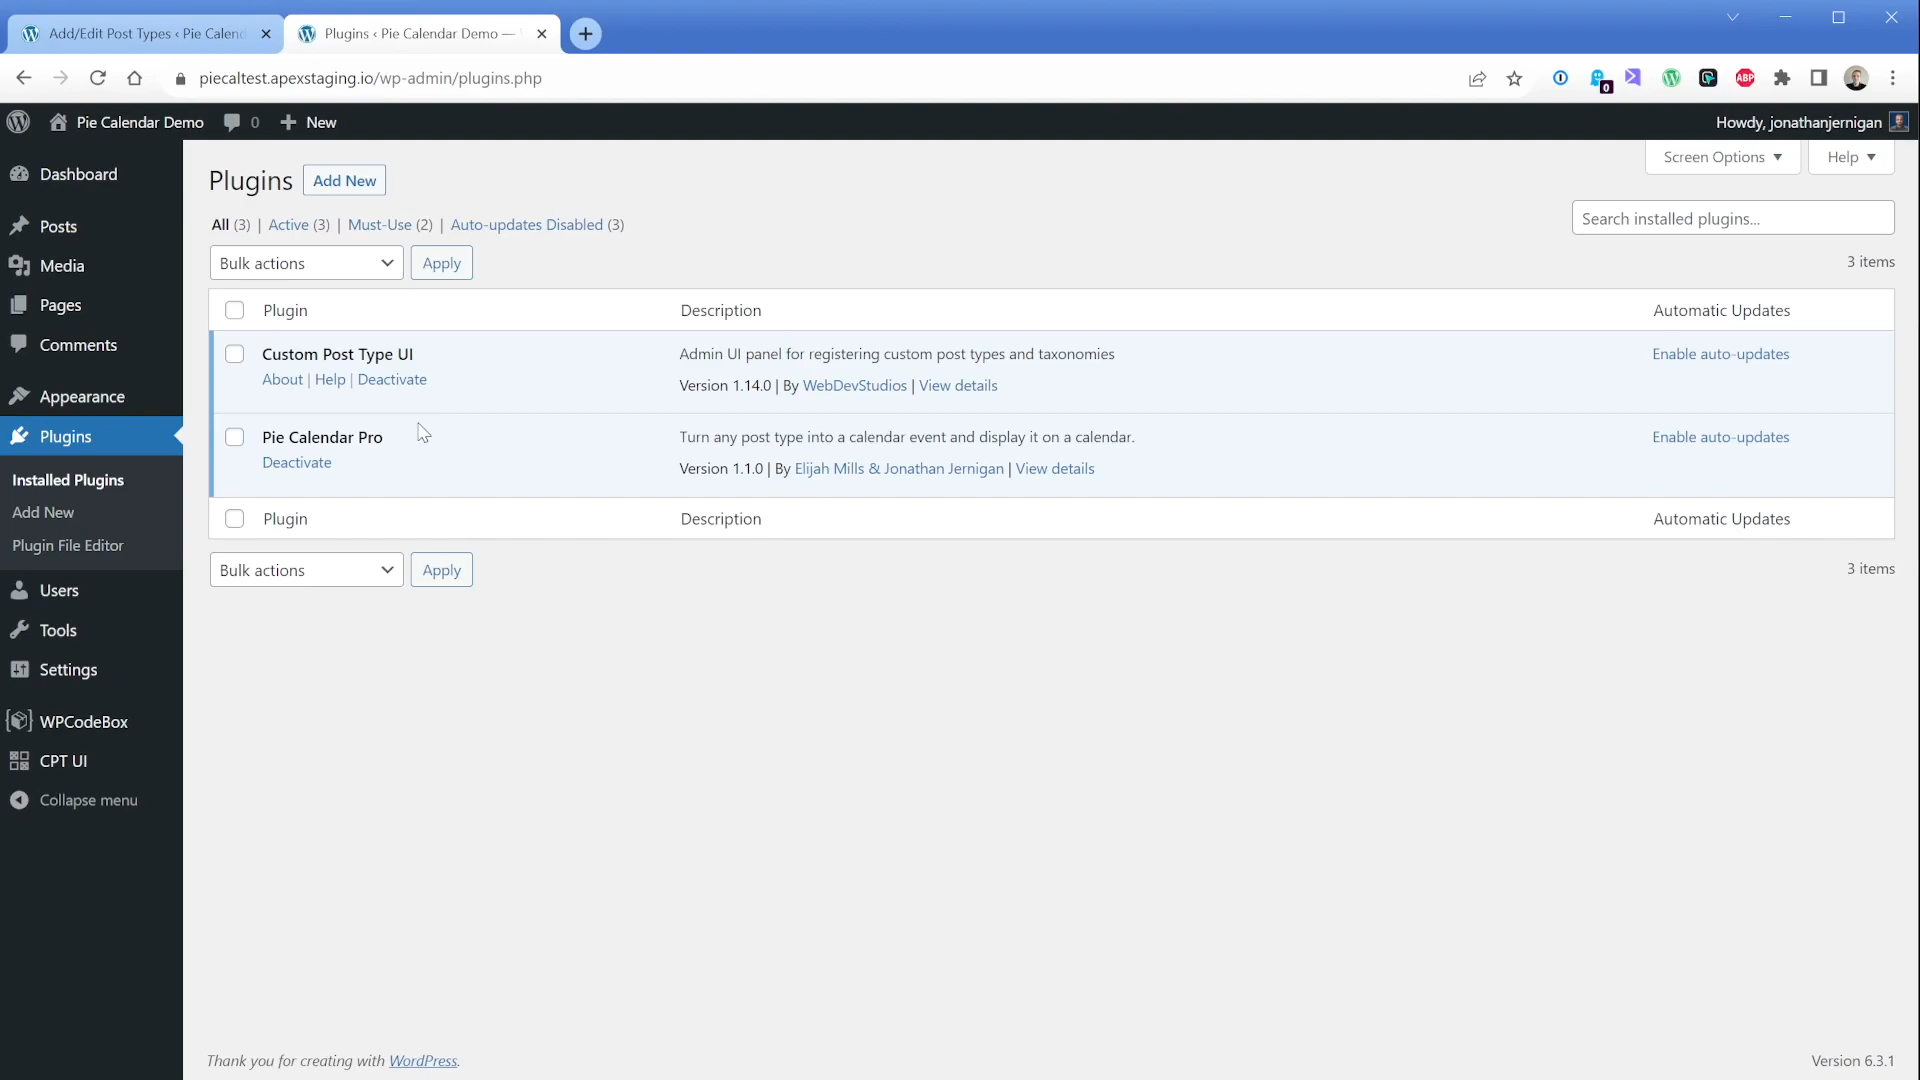 Add/Edit Post Types ‹ Pie Calend
Plugins ‹ Pie Calendar Demo —
piecaltest.apexstaging.io/wp-admin/plugins.php
0
ABP
Pie Calendar Demo
0
New
Howdy, jonathanjernigan
Dashboard
Posts
Media
Pages
Comments
Appearance
Plugins
Installed Plugins
Add New
Plugin File Editor
Users
Tools
Settings
WPCodeBox
CPT UI
Collapse menu
Screen Options
Help
Plugins
Add New
All (3) | Active (3) | Must-Use (2) | Auto-updates Disabled (3)
Search installed plugins...
Bulk actions
Apply
3 items
Plugin Description Automatic Updates
Custom Post Type UI
About | Help | Deactivate
Admin UI panel for registering custom post types and taxonomies
Version 1.14.0 | By WebDevStudios | View details
Enable auto-updates
Pie Calendar Pro
Deactivate
Turn any post type into a calendar event and display it on a calendar.
Version 1.1.0 | By Elijah Mills & Jonathan Jernigan | View details
Enable auto-updates
Plugin Description Automatic Updates
Bulk actions
Apply
3 items
Thank you for creating with WordPress.
Version 6.3.1